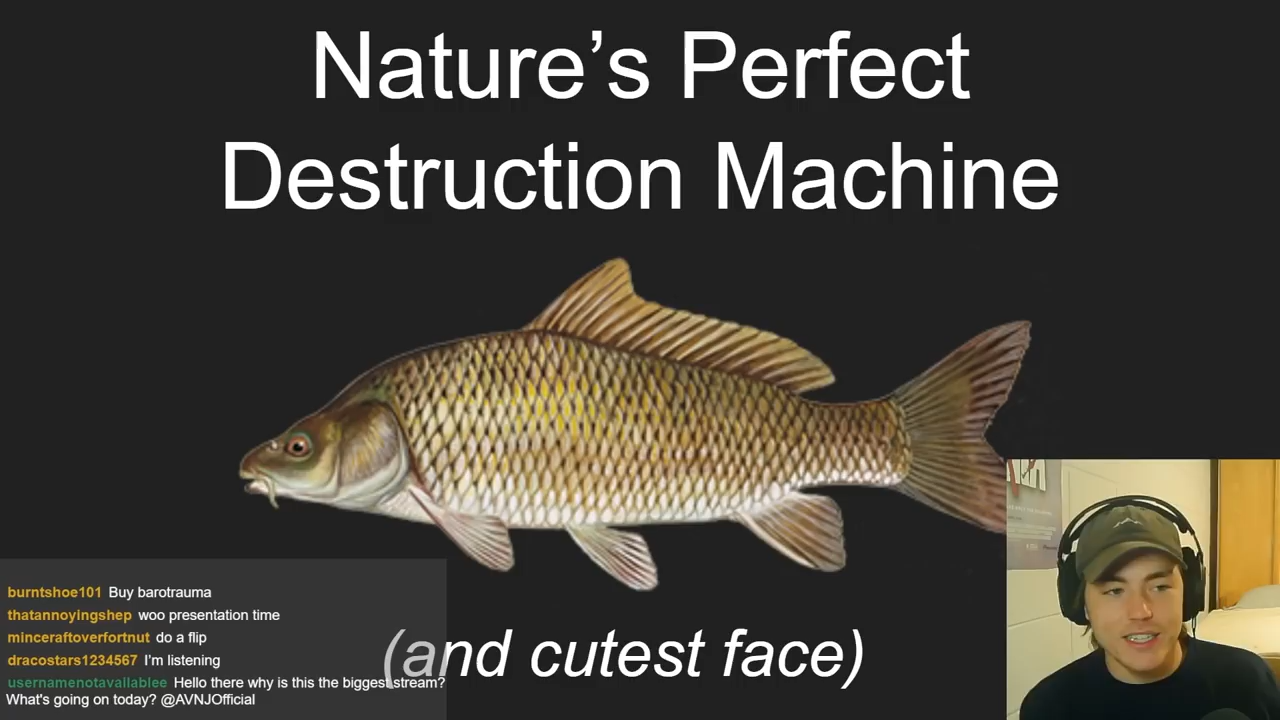 Nature’s Perfect
Destruction Machine
burntshoe101 Buy barotrauma
thatannoyingshep woo presentation time
minceraftoverfortnut do a flip
dracostars1234567 I'm listening
usernamenotavailablee Hello there why is this the biggest stream?
What's going on today? @AVNJOfficial
(and cutest face)